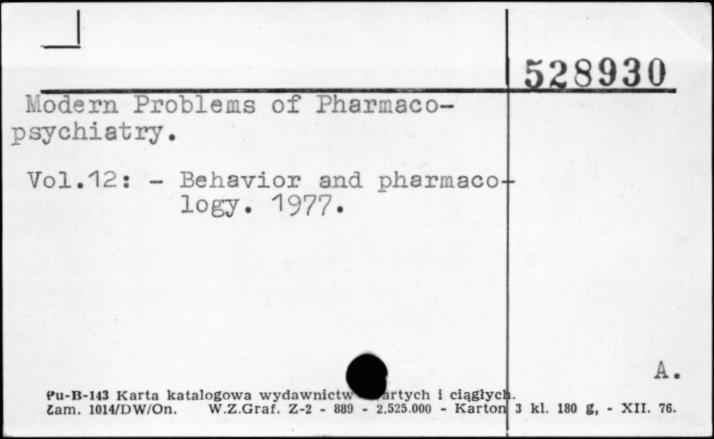 528930
Modern Problems of Pharmaco-
psychiatry.
Vol.12: - Behavior and pharmaco-
logy. 1977.
A.
Pu-B-143 Karta katalogowa wydawnictw artych i ciągłych.
Zam. 1014/DW/On. W.Z.Graf. Z-2 - 889 - 2.525.000 - Karton 3 kl. 180 g, - XII. 76.